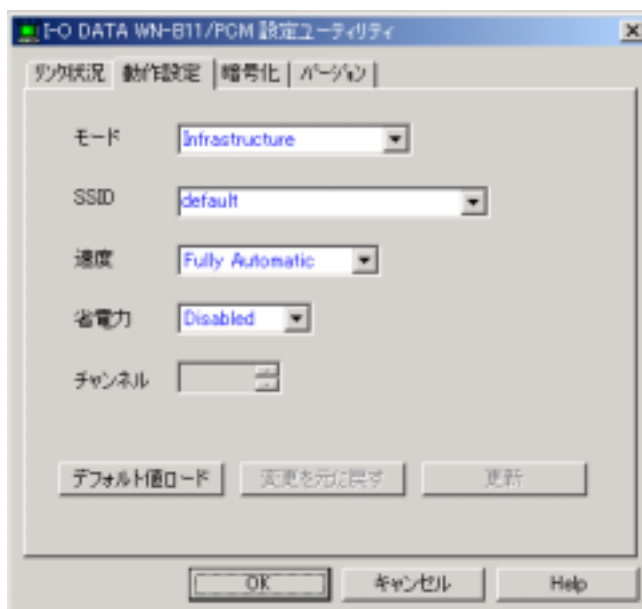 I-O DATA WN-B11/PCM 設定ユーティリティ
リンク状況 動作設定 暗号化 バージョン
モード Infrastructure
SSID default
速度 Fully Automatic
省電力 Disabled
チャンネル
デフォルト値ロード 変更を元に戻す 更新
OK キャンセル Help